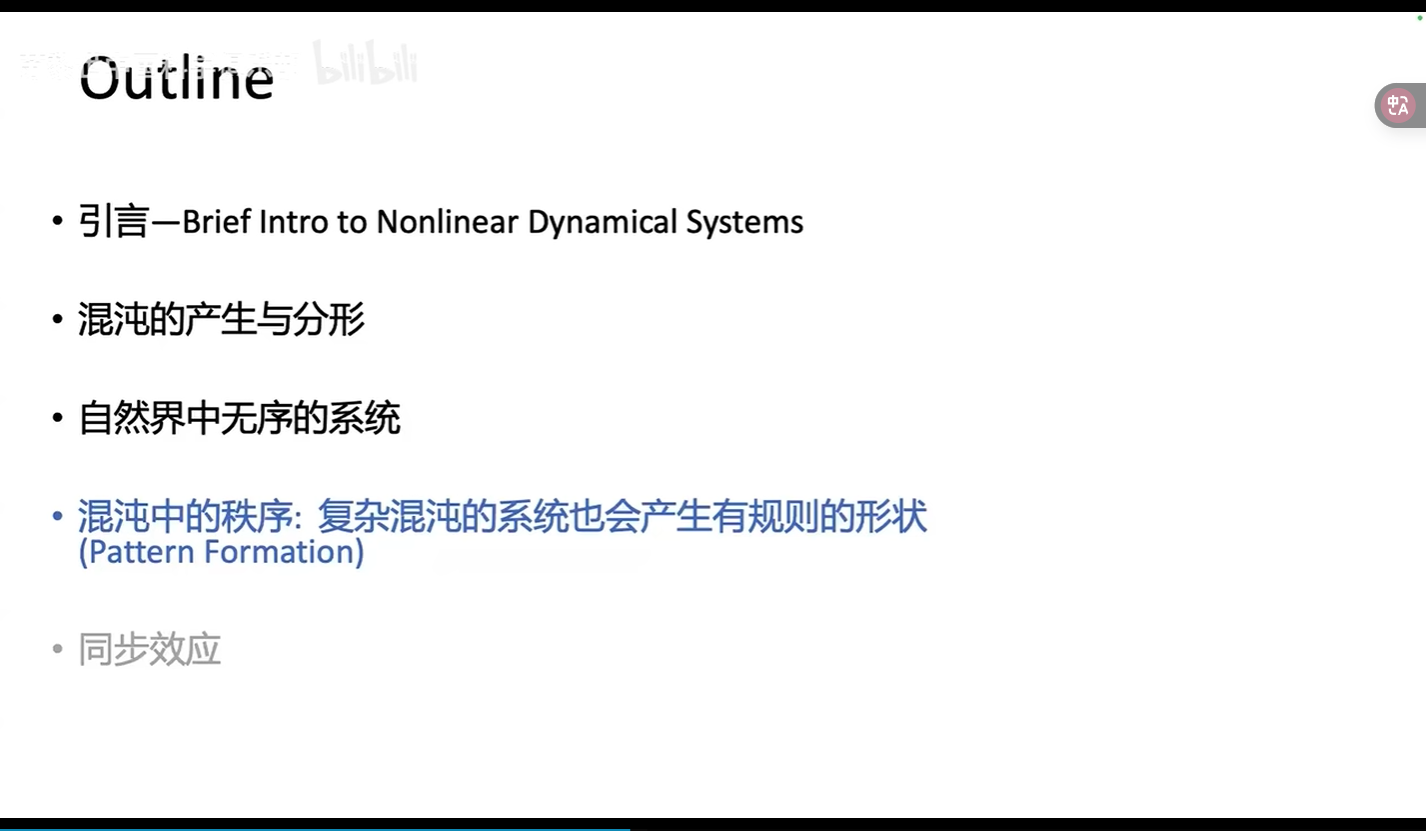 Outline
bilibili
• 引言—Brief Intro to Nonlinear Dynamical Systems
• 混沌的产生与分形
• 自然界中无序的系统
• 混沌中的秩序: 复杂混沌的系统也会产生有规则的形状
(Pattern Formation)
• 同步效应
中
A